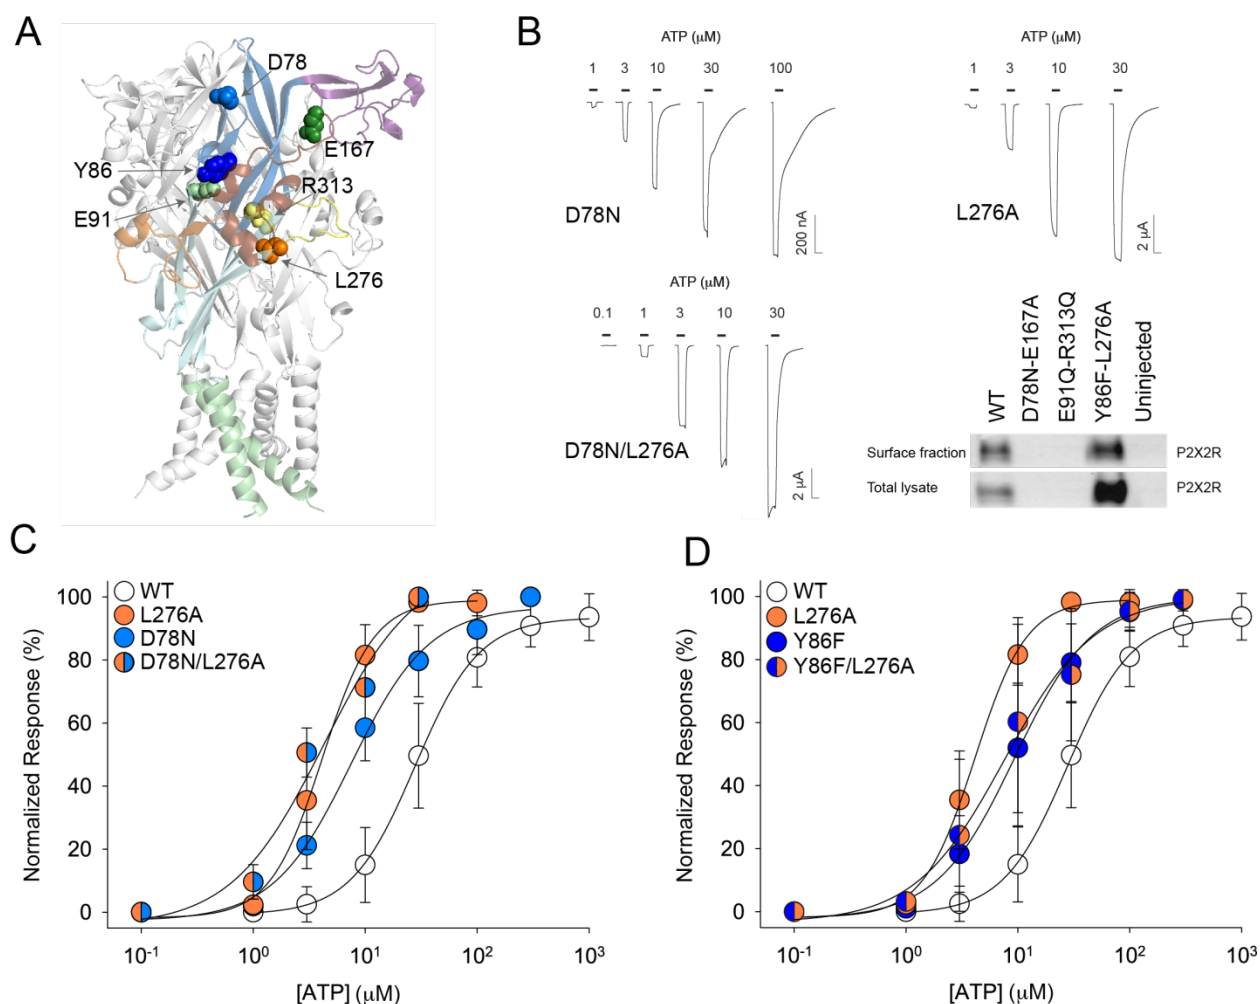 A
D78
E167
Y86
R313
E91
L276
B
ATP (μM)
1 3 10 30 100
D78N
200 nA
ATP (μM)
1 3 10 30
L276A
2 μA
ATP (μM)
0.1 1 3 10 30
D78N/L276A
2 μA
WT
D78N-E167A
E91Q-R313Q
Y86F-L276A
Uninjected
Surface fraction P2X2R
Total lysate P2X2R
C
WT
L276A
D78N
D78N/L276A
Normalized Response (%)
100
80
60
40
20
0
10⁻¹ 10⁰ 10¹ 10² 10³
[ATP] (μM)
D
WT
L276A
Y86F
Y86F/L276A
Normalized Response (%)
100
80
60
40
20
0
10⁻¹ 10⁰ 10¹ 10² 10³
[ATP] (μM)